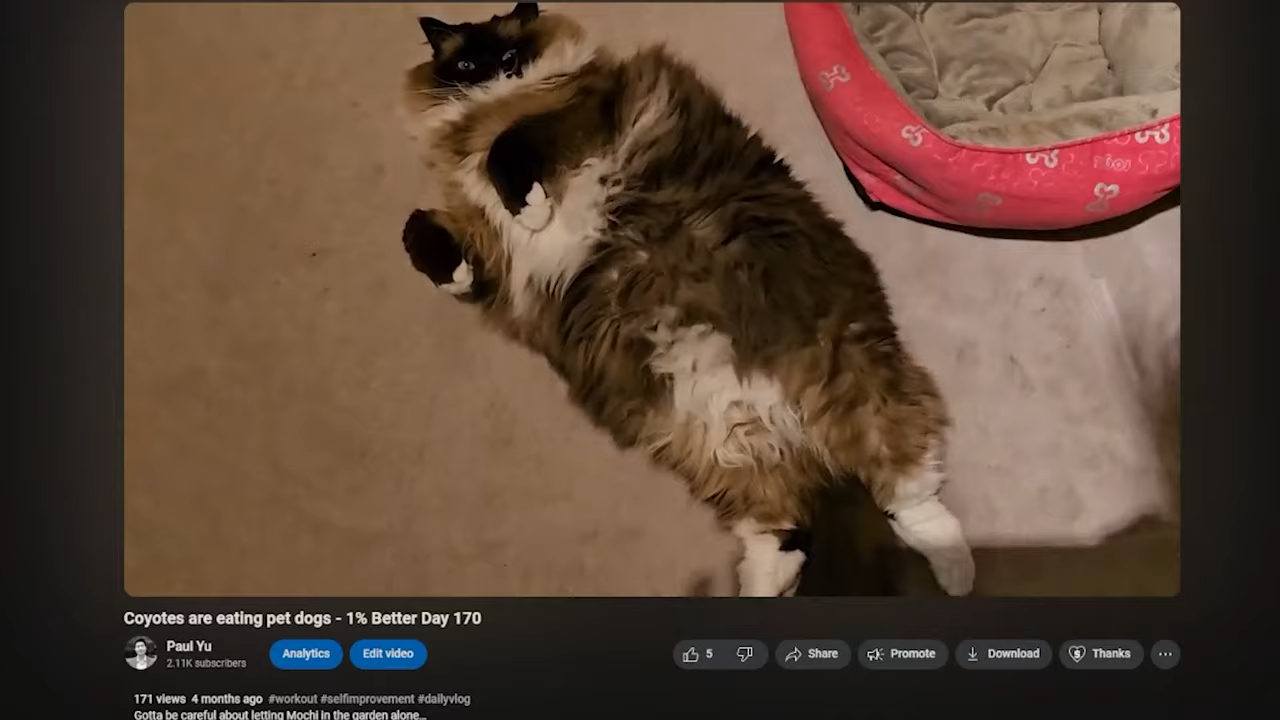 Coyotes are eating pet dogs - 1% Better Day 170
Paul Yu
2.11K subscribers
Analytics
Edit video
5
Share
Promote
Download
Thanks
171 views 4 months ago #workout #selfimprovement #dailyvlog
Gotta be careful about letting Mochi in the garden alone...